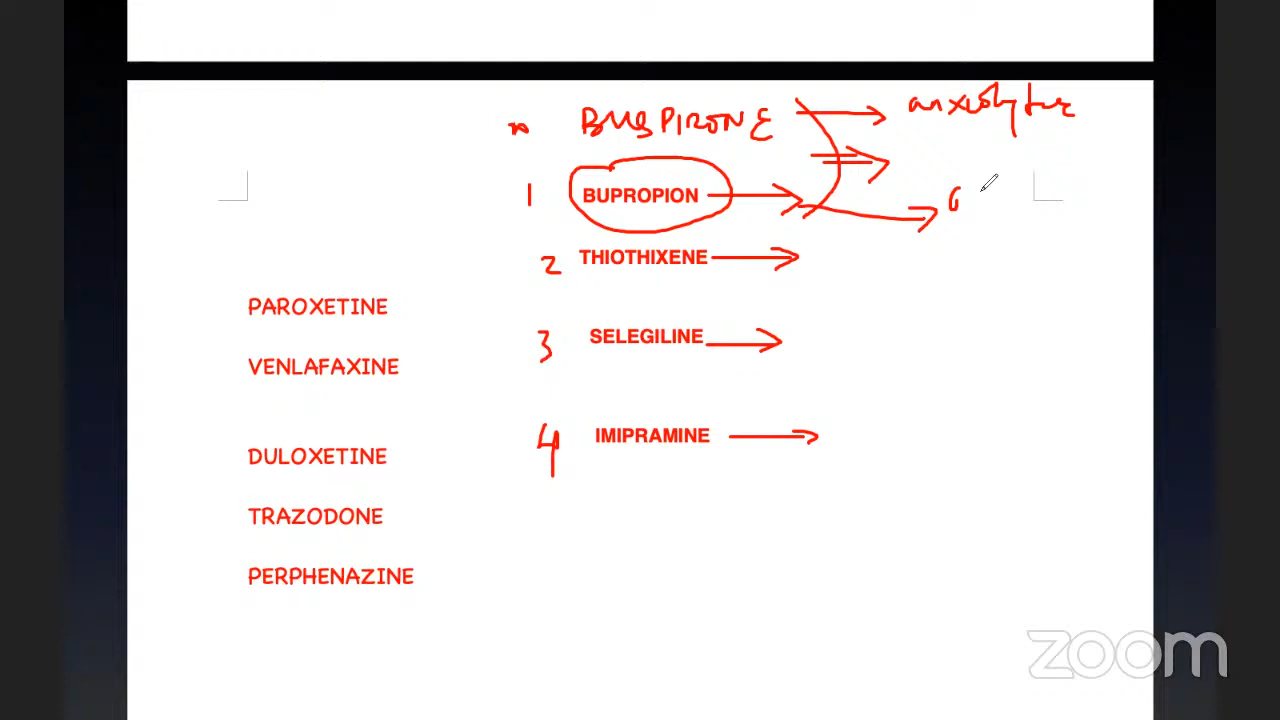 BUSPIRONE → anxiolytic
1 BUPROPION →
2 THIOTHIXENE →
PAROXETINE
3 SELEGILINE →
VENLAFAXINE
4 IMIPRAMINE →
DULOXETINE
TRAZODONE
PERPHENAZINE
zoom